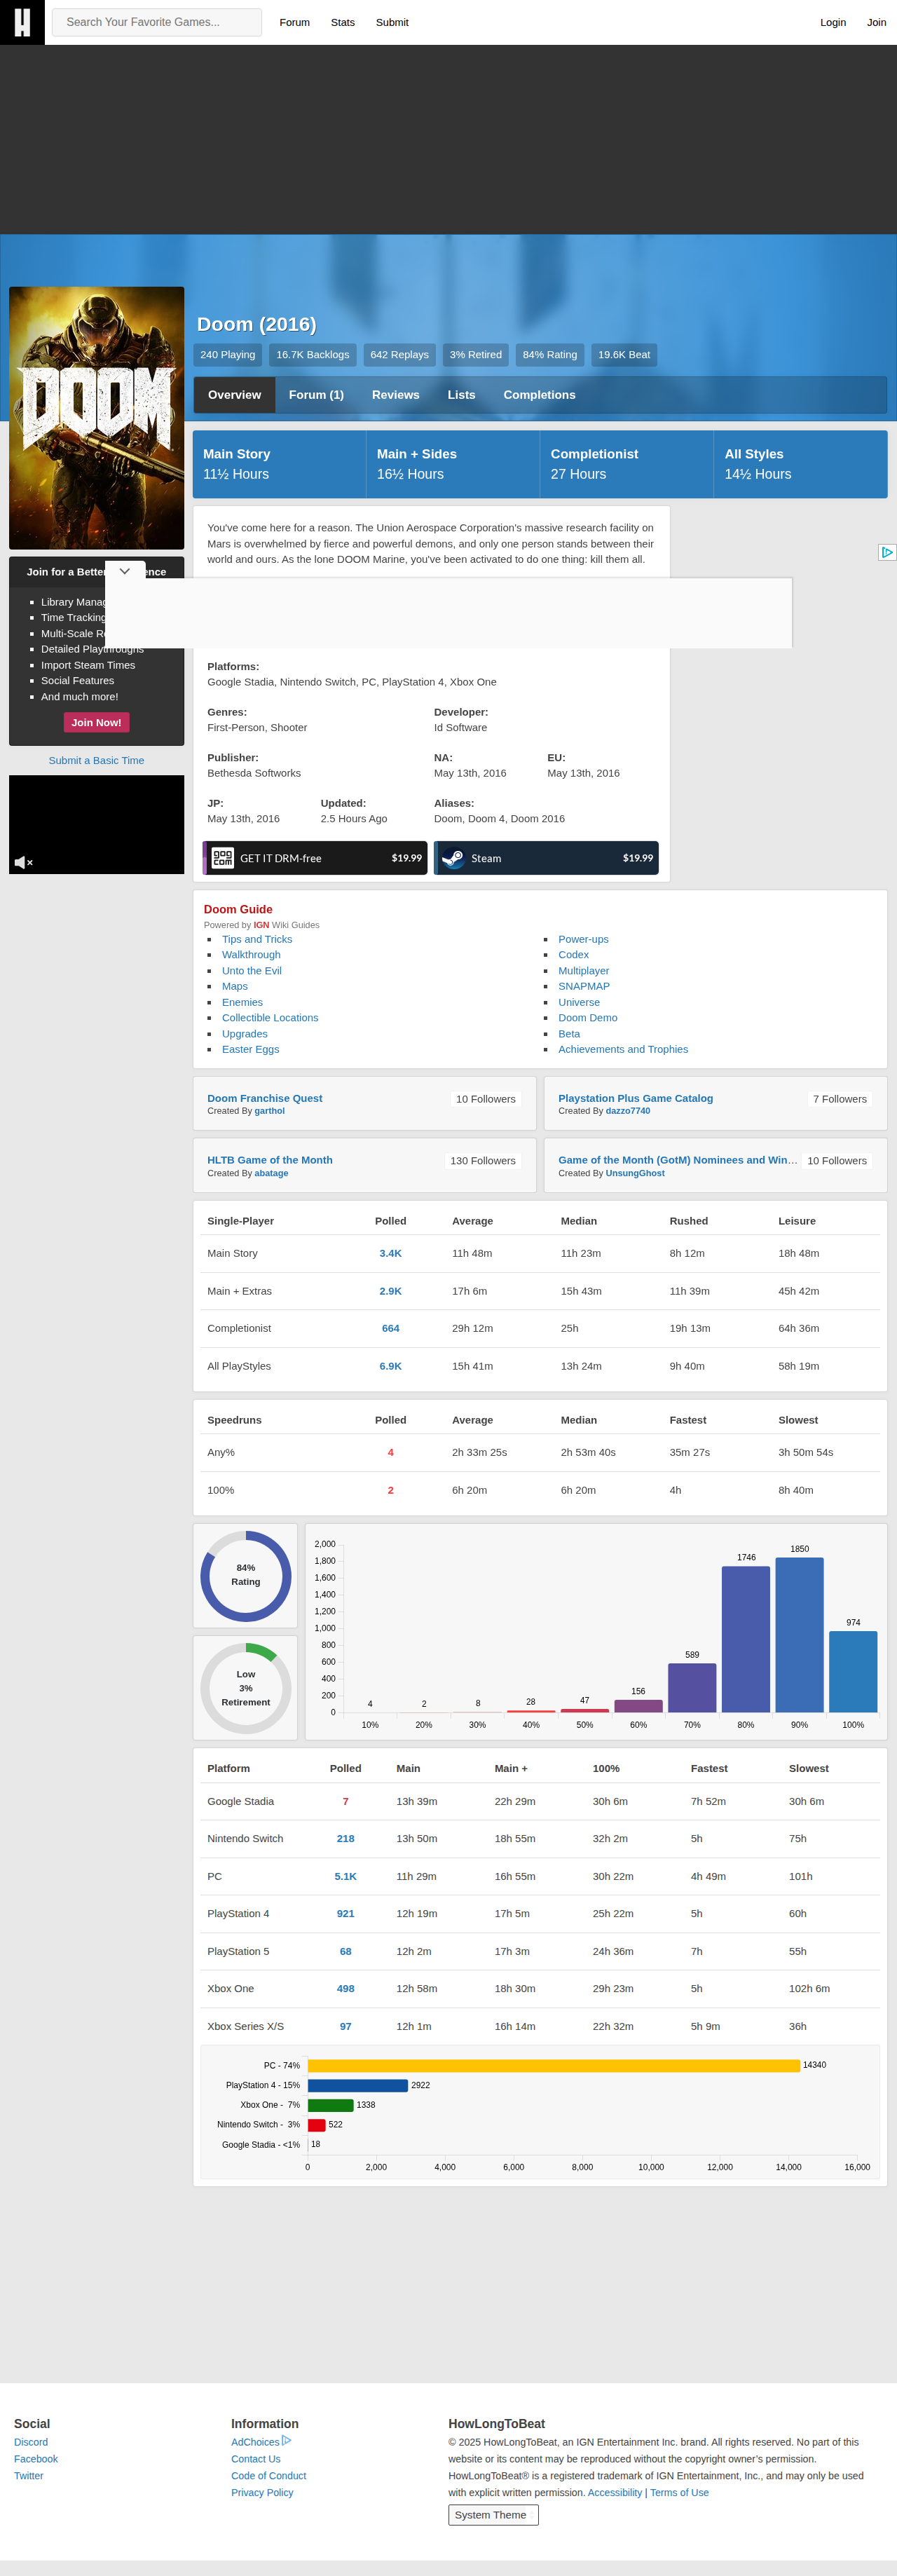 Search Your Favorite Games...
Forum
Stats
Submit
Login
Join
Doom (2016)
240 Playing
16.7K Backlogs
642 Replays
3% Retired
84% Rating
19.6K Beat
Overview
Forum (1)
Reviews
Lists
Completions
DOOM
Main Story
11½ Hours
Main + Sides
16½ Hours
Completionist
27 Hours
All Styles
14½ Hours
You've come here for a reason. The Union Aerospace Corporation's massive research facility on
Mars is overwhelmed by fierce and powerful demons, and only one person stands between their
world and ours. As the lone DOOM Marine, you've been activated to do one thing: kill them all.
Join for a Better
Library
Time Tracking
Multi-Scale
Detailed Playthroughs
Import Steam Times
Social Features
And much more!
Join Now!
Submit a Basic Time
Platforms:
Google Stadia, Nintendo Switch, PC, PlayStation 4, Xbox One
Genres:
First-Person, Shooter
Developer:
Id Software
Publisher:
Bethesda Softworks
NA:
May 13th, 2016
EU:
May 13th, 2016
JP:
May 13th, 2016
Updated:
2.5 Hours Ago
Aliases:
Doom, Doom 4, Doom 2016
gog com GET IT DRM-free $19.99
Steam $19.99
Doom Guide
Powered by IGN Wiki Guides
Tips and Tricks
Walkthrough
Unto the Evil
Maps
Enemies
Collectible Locations
Upgrades
Easter Eggs
Power-ups
Codex
Multiplayer
SNAPMAP
Universe
Doom Demo
Beta
Achievements and Trophies
Doom Franchise Quest
Created By garthol
10 Followers
Playstation Plus Game Catalog
Created By dazzo7740
7 Followers
HLTB Game of the Month
Created By abatage
130 Followers
Game of the Month (GotM) Nominees and Win…
Created By UnsungGhost
10 Followers
Single-Player Polled Average Median Rushed Leisure
Main Story 3.4K 11h 48m 11h 23m 8h 12m 18h 48m
Main + Extras 2.9K 17h 6m 15h 43m 11h 39m 45h 42m
Completionist 664 29h 12m 25h 19h 13m 64h 36m
All PlayStyles 6.9K 15h 41m 13h 24m 9h 40m 58h 19m
Speedruns Polled Average Median Fastest Slowest
Any% 4 2h 33m 25s 2h 53m 40s 35m 27s 3h 50m 54s
100% 2 6h 20m 6h 20m 4h 8h 40m
84%
Rating
Low
3%
Retirement
2,000
1,800
1,600
1,400
1,200
1,000
800
600
400
200
0
4 2 8 28 47 156 589 1746 1850 974
10% 20% 30% 40% 50% 60% 70% 80% 90% 100%
Platform Polled Main Main + 100% Fastest Slowest
Google Stadia 7 13h 39m 22h 29m 30h 6m 7h 52m 30h 6m
Nintendo Switch 218 13h 50m 18h 55m 32h 2m 5h 75h
PC 5.1K 11h 29m 16h 55m 30h 22m 4h 49m 101h
PlayStation 4 921 12h 19m 17h 5m 25h 22m 5h 60h
PlayStation 5 68 12h 2m 17h 3m 24h 36m 7h 55h
Xbox One 498 12h 58m 18h 30m 29h 23m 5h 102h 6m
Xbox Series X/S 97 12h 1m 16h 14m 22h 32m 5h 9m 36h
PC - 74% 14340
PlayStation 4 - 15% 2922
Xbox One - 7% 1338
Nintendo Switch - 3% 522
Google Stadia - <1% 18
0 2,000 4,000 6,000 8,000 10,000 12,000 14,000 16,000
Social
Discord
Facebook
Twitter
Information
AdChoices
Contact Us
Code of Conduct
Privacy Policy
HowLongToBeat
© 2025 HowLongToBeat, an IGN Entertainment Inc. brand. All rights reserved. No part of this
website or its content may be reproduced without the copyright owner's permission.
HowLongToBeat® is a registered trademark of IGN Entertainment, Inc., and may only be used
with explicit written permission. Accessibility | Terms of Use
System Theme